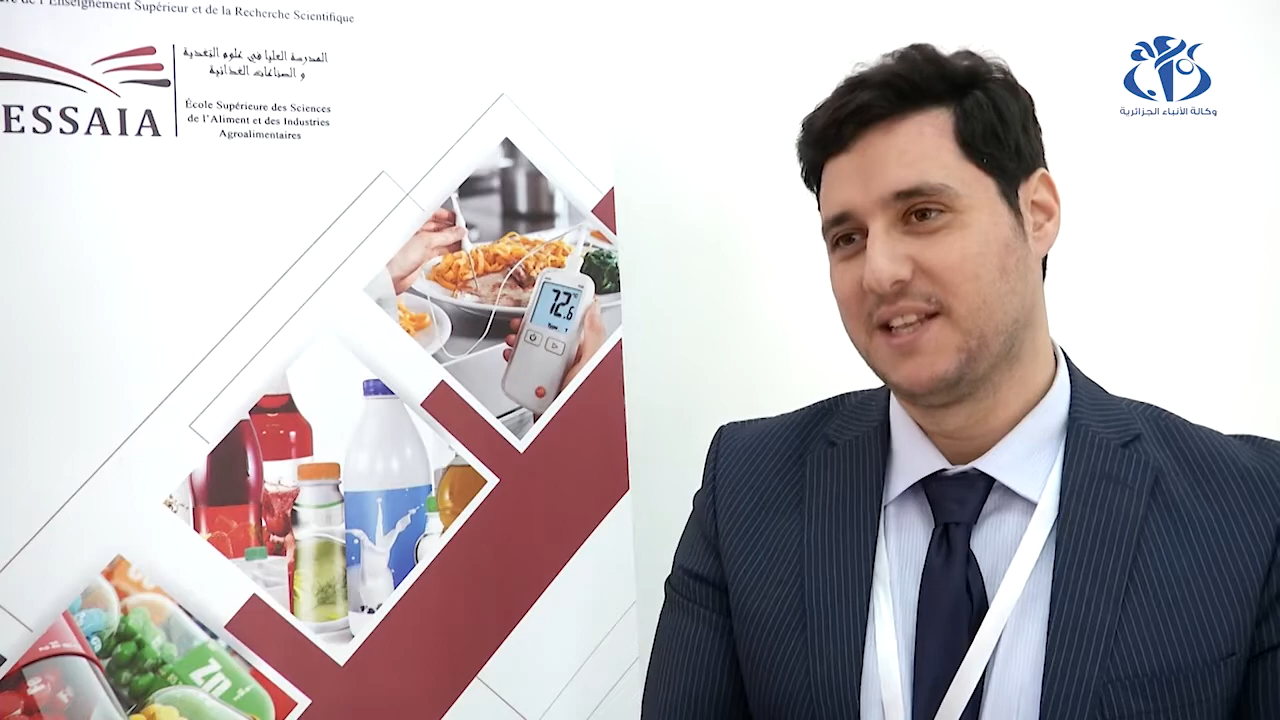 de l'Enseignement Supérieur et de la Recherche Scientifique
ESSAIA
المدرسة العليا في علوم التغذية
و الصناعات الغذائية
École Supérieure des Sciences
de l'Aliment et des Industries
Agroalimentaires
وكالة الأنباء الجزائرية
72.6
Zn